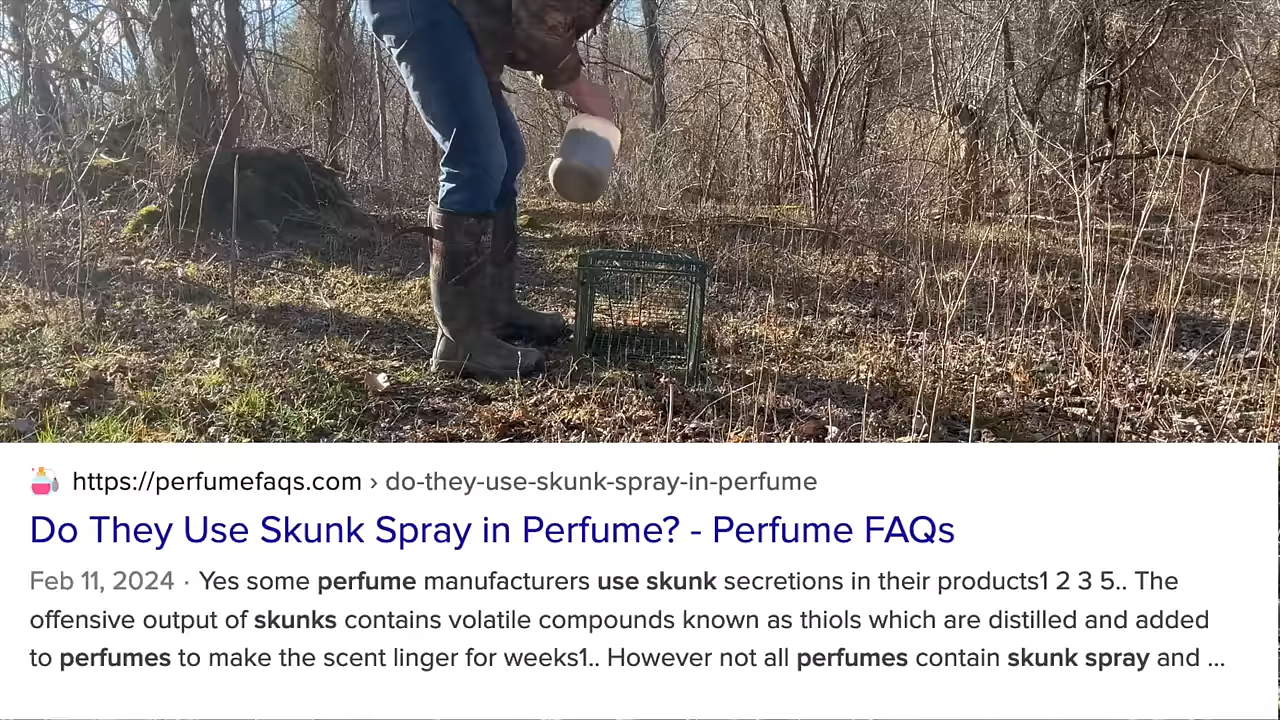 https://perfumefaqs.com › do-they-use-skunk-spray-in-perfume
Do They Use Skunk Spray in Perfume? - Perfume FAQs
Feb 11, 2024 · Yes some perfume manufacturers use skunk secretions in their products1 2 3 5.. The
offensive output of skunks contains volatile compounds known as thiols which are distilled and added
to perfumes to make the scent linger for weeks1.. However not all perfumes contain skunk spray and ...